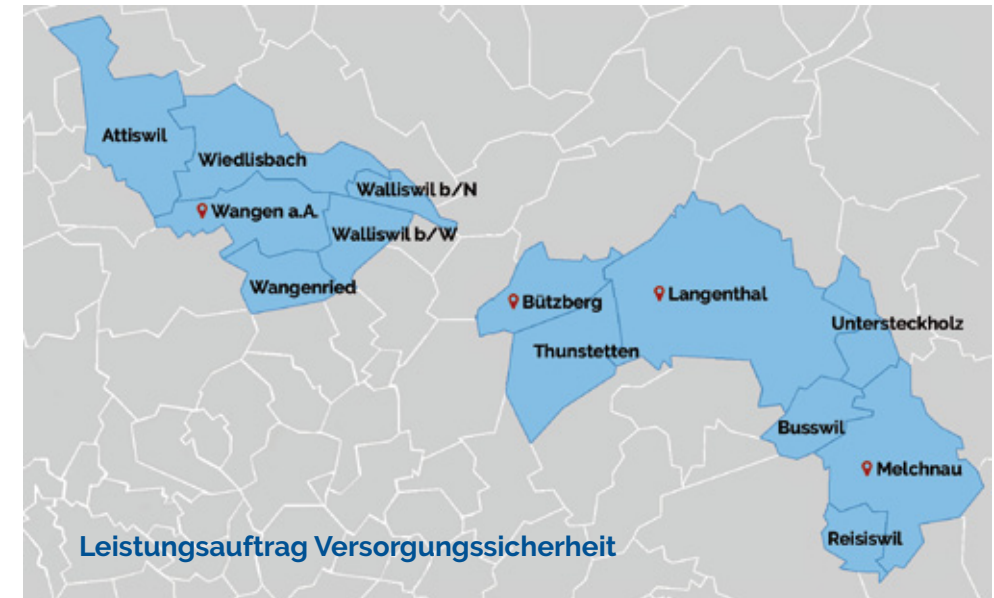 Attiswil
Wiedlisbach
Walliswil b/N
Wangen a.A.
Walliswil b/W
Wangenried
Bützberg
Langenthal
Untersteckholz
Thunstetten
Busswil
Melchnau
Reisiswil
Leistungsauftrag Versorgungssicherheit